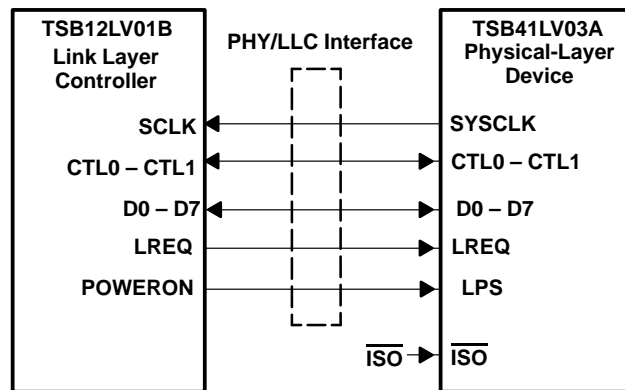 TSB12LV01B
Link Layer
Controller
PHY/LLC Interface
TSB41LV03A
Physical-Layer
Device
SCLK
SYSCLK
CTL0 – CTL1
CTL0 – CTL1
D0 – D7
D0 – D7
LREQ
LREQ
POWERON
LPS
ISO
ISO